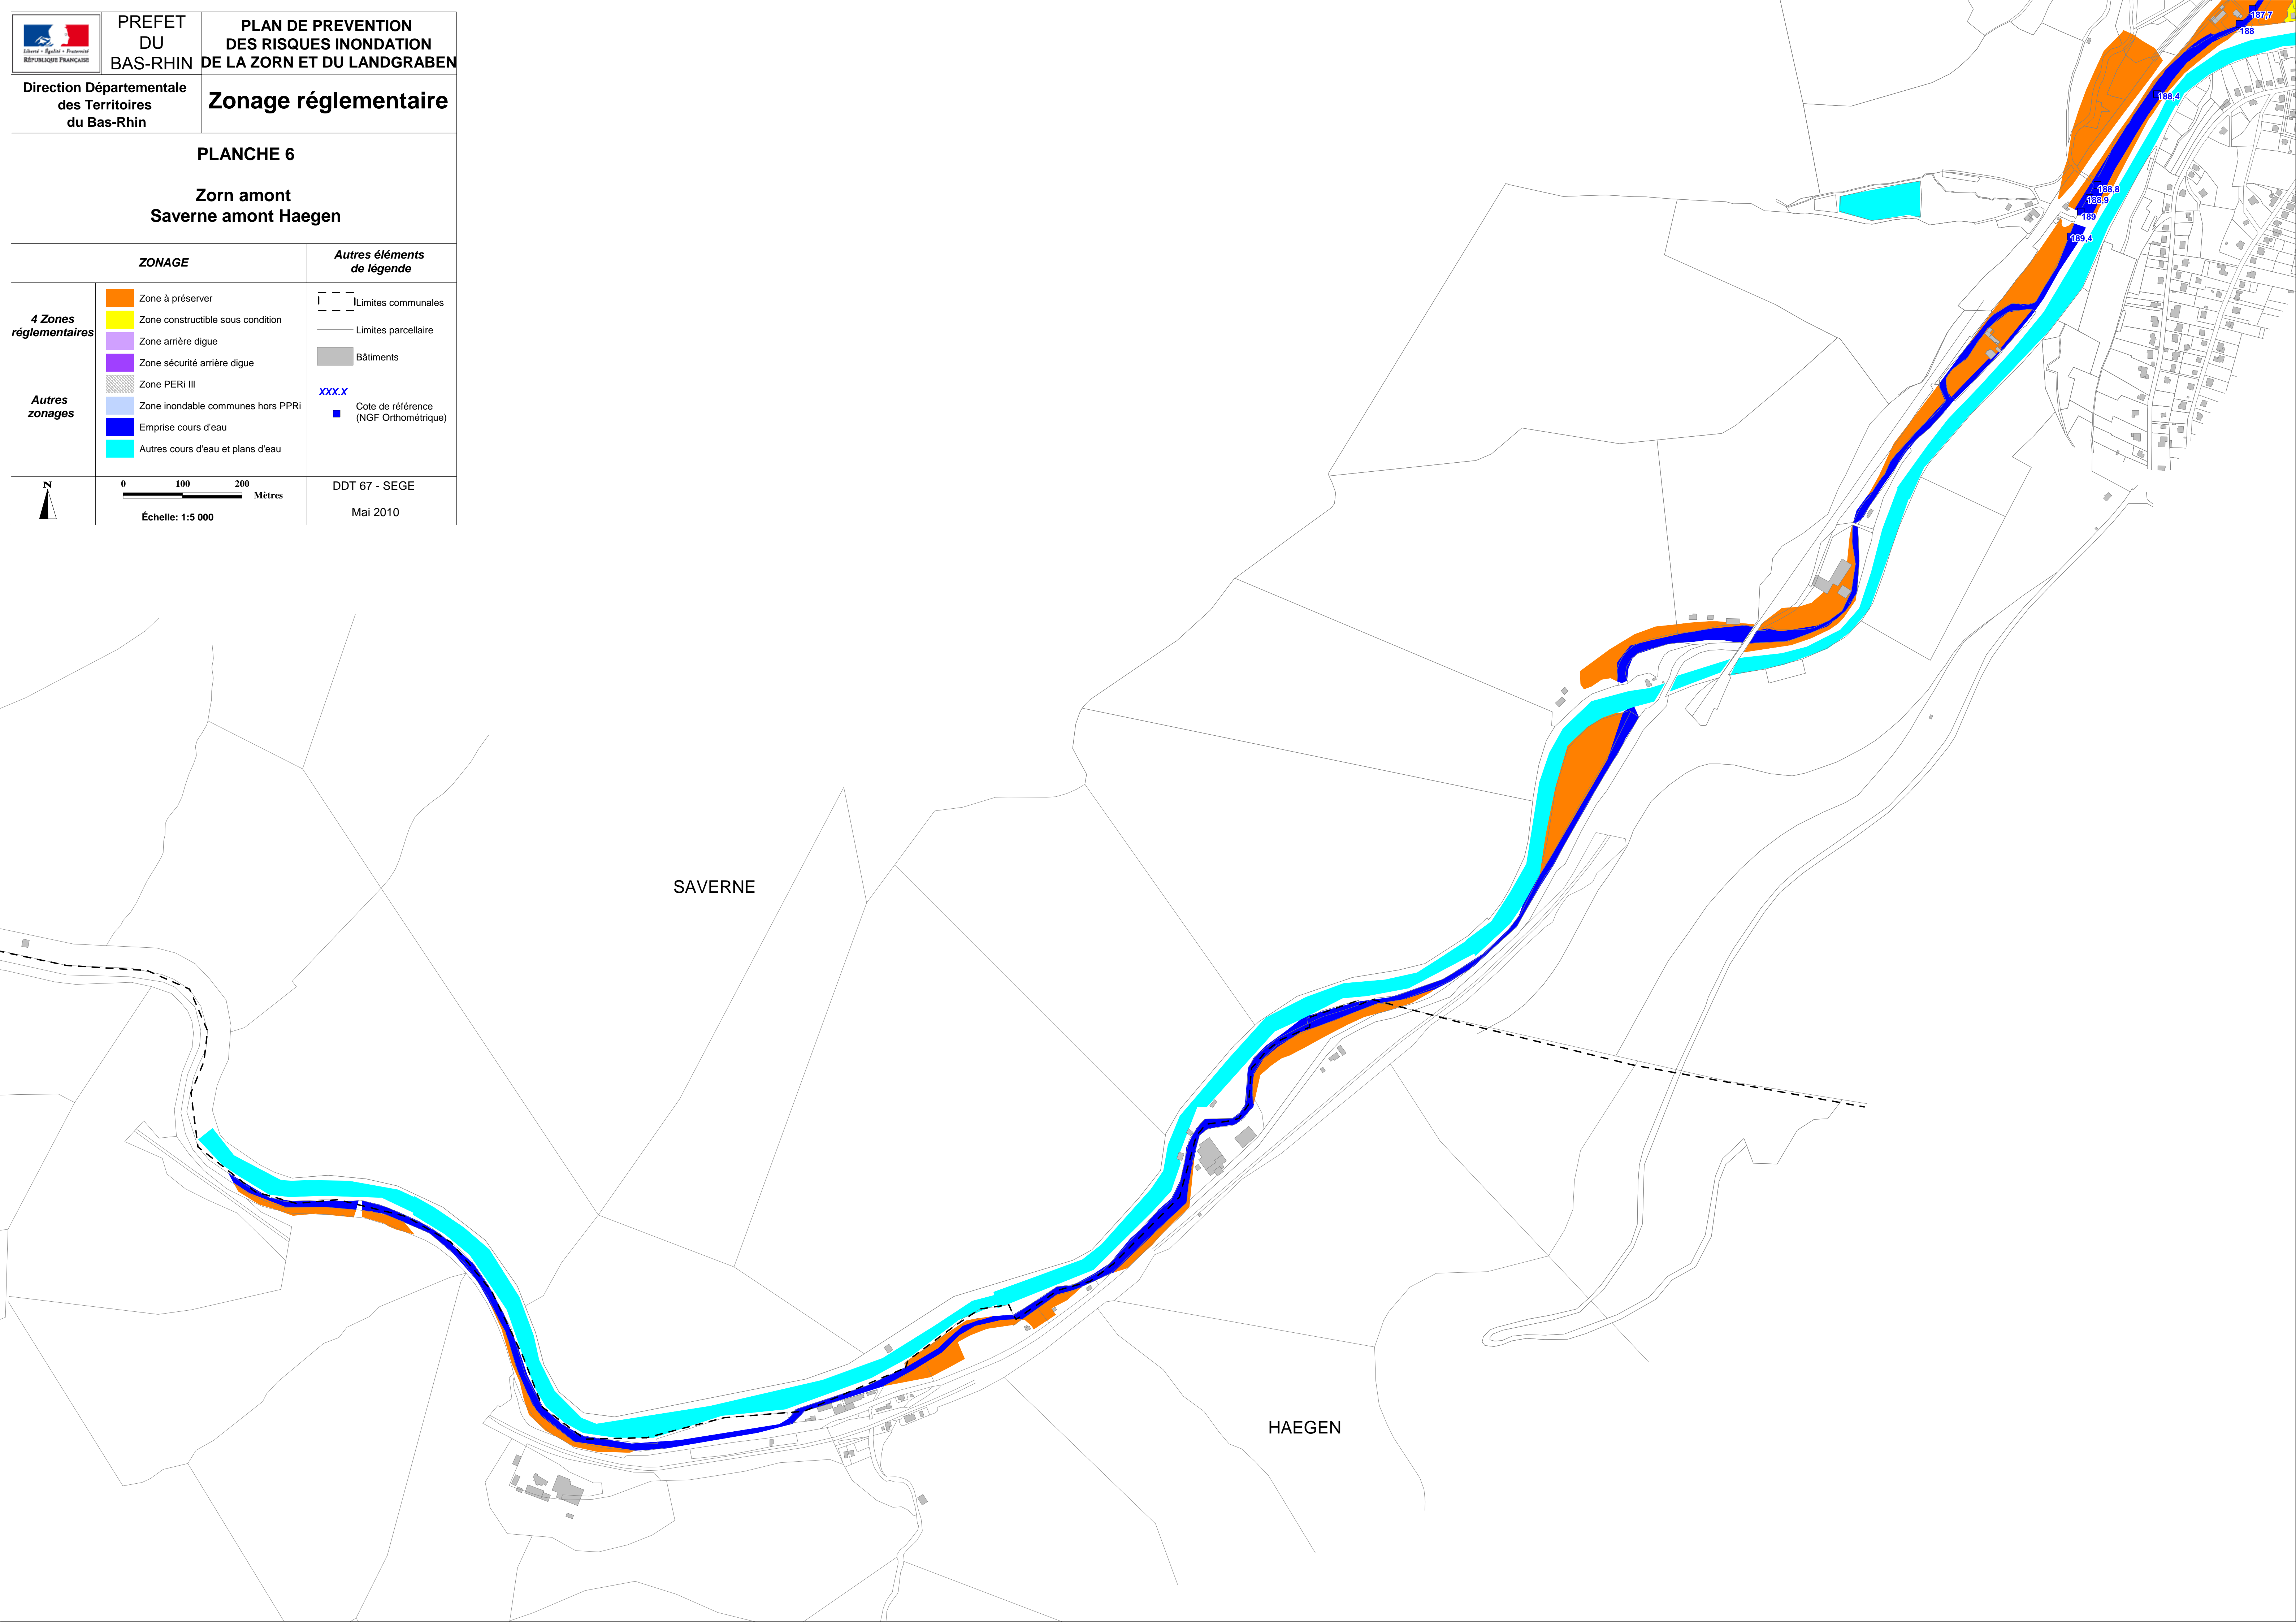 Liberté • Égalité • Fraternité
RÉPUBLIQUE FRANÇAISE
PREFET
DU
BAS-RHIN
PLAN DE PREVENTION
DES RISQUES INONDATION
DE LA ZORN ET DU LANDGRABEN
Direction Départementale
des Territoires
du Bas-Rhin
Zonage réglementaire
PLANCHE 6
Zorn amont
Saverne amont Haegen
ZONAGE
Autres éléments
de légende
4 Zones
réglementaires
Autres
zonages
Zone à préserver
Zone constructible sous condition
Zone arrière digue
Zone sécurité arrière digue
Zone PERi Ill
Zone inondable communes hors PPRi
Emprise cours d'eau
Autres cours d'eau et plans d'eau
Limites communales
Limites parcellaire
Bâtiments
XXX.X
Cote de référence
(NGF Orthométrique)
N
0 100 200
Mètres
Échelle: 1:5 000
DDT 67 - SEGE
Mai 2010
187,7
188
188,4
188,8
188,9
189
189,4
SAVERNE
HAEGEN